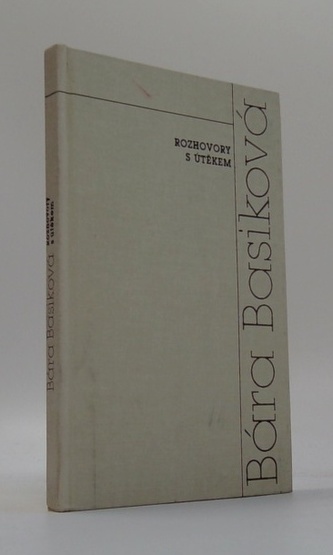 ROZHOVORY
S ÚTĚKEM
Bára Basiková
Bára Basiková
ROZHOVORY
S ÚTĚKEM